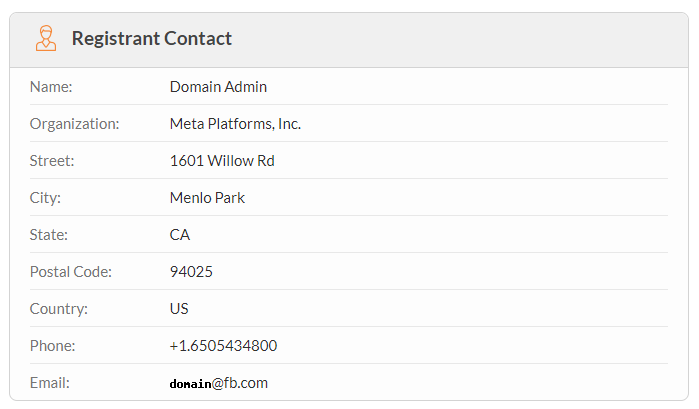 Registrant Contact
Name: Domain Admin
Organization: Meta Platforms, Inc.
Street: 1601 Willow Rd
City: Menlo Park
State: CA
Postal Code: 94025
Country: US
Phone: +1.6505434800
Email: domain@fb.com